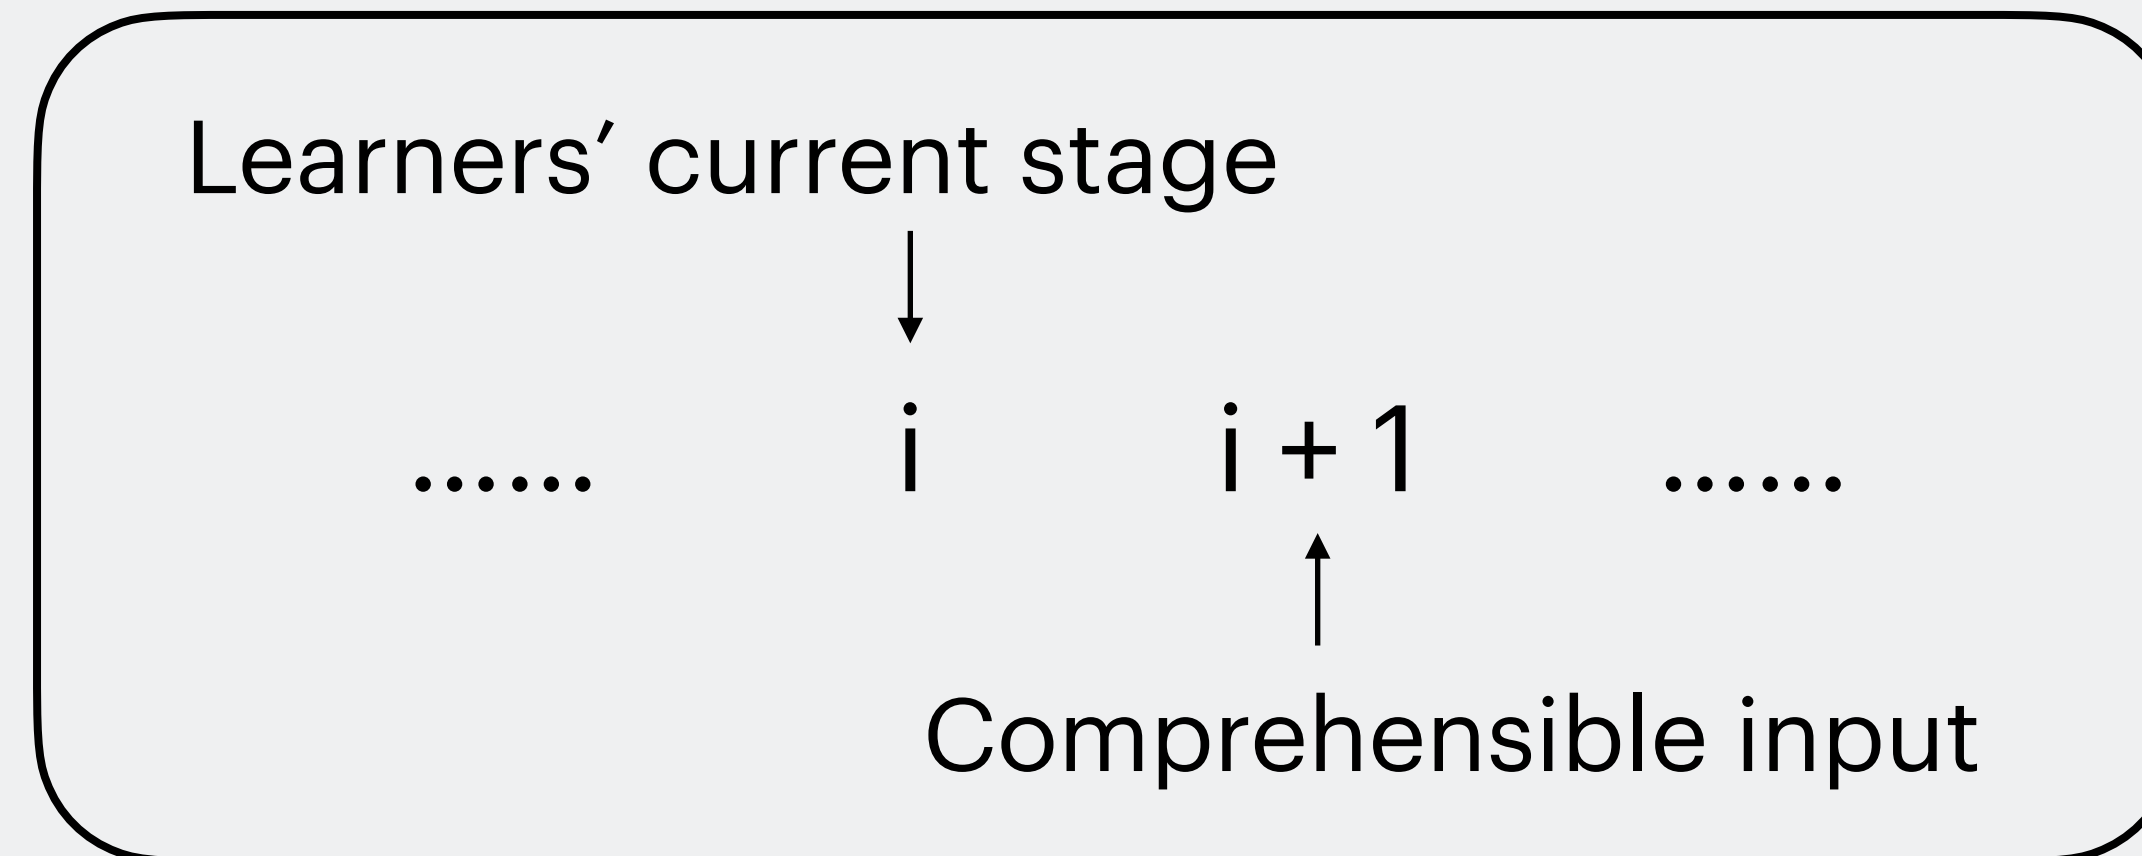 Learners’ current stage
...... i i + 1 ......
Comprehensible input